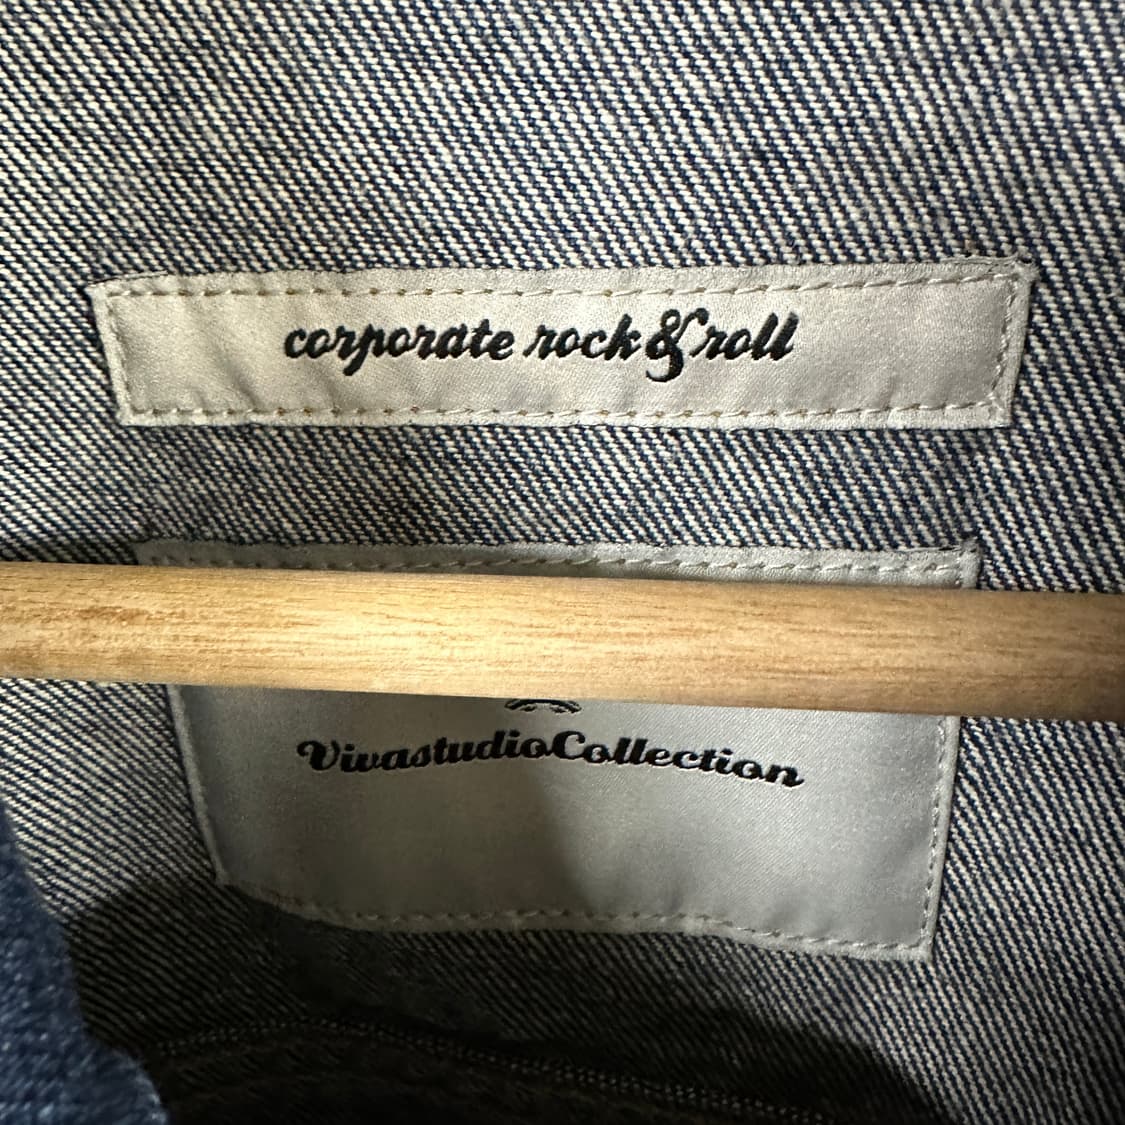 corporate rock & roll
VivastudioCollection